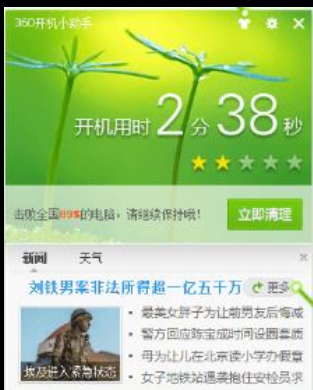 360开机小助手
开机用时2分38秒
击败全国89%的电脑，请继续保持哦！
立即清理
新闻 天气
刘铁男案非法所得超一亿五千万 更多
最美女胖子为让前男友后悔减
警方回应陈宝成时间设圈套质
埃及进入紧急状态
母为让儿在北京读小学办假章
女子地铁站遇袭抱住安检员求